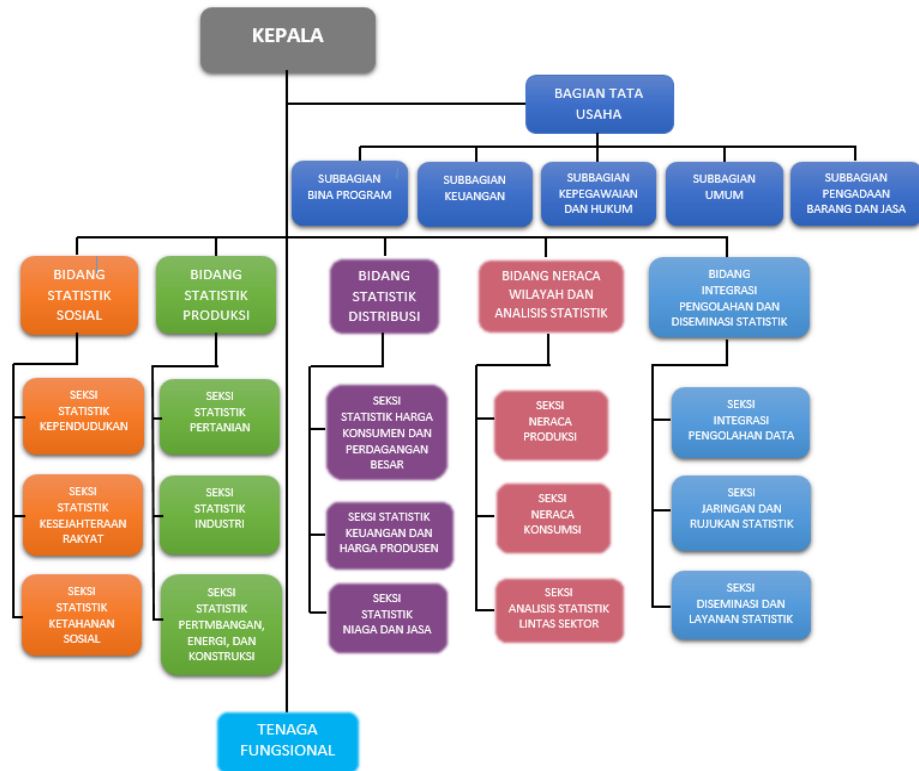 KEPALA
BAGIAN TATA
USAHA
SUBBAGIAN
BINA PROGRAM
SUBBAGIAN
KEUANGAN
SUBBAGIAN
KEPEGAWAIAN
DAN HUKUM
SUBBAGIAN
UMUM
SUBBAGIAN
PENGADAAN
BARANG DAN JASA
BIDANG
STATISTIK
SOSIAL
BIDANG
STATISTIK
PRODUKSI
BIDANG
STATISTIK
DISTRIBUSI
BIDANG NERACA
WILAYAH DAN
ANALISIS STATISTIK
BIDANG
INTEGRASI
PENGOLAHAN DAN
DISEMINASI STATISTIK
SEKSI
STATISTIK
KEPENDUDUKAN
SEKSI
STATISTIK
KESEJAHTERAAN
RAKYAT
SEKSI
STATISTIK
KETAHANAN
SOSIAL
SEKSI
STATISTIK
PERTANIAN
SEKSI
STATISTIK
INDUSTRI
SEKSI
STATISTIK
PERTMBANGAN,
ENERGI, DAN
KONSTRUKSI
SEKSI
STATISTIK HARGA
KONSUMEN DAN
PERDAGANGAN
BESAR
SEKSI STATISTIK
KEUANGAN DAN
HARGA PRODUSEN
SEKSI
STATISTIK
NIAGA DAN JASA
SEKSI
NERACA
PRODUKSI
SEKSI
NERACA
KONSUMSI
SEKSI
ANALISIS STATISTIK
LINTAS SEKTOR
SEKSI
INTEGRASI
PENGOLAHAN DATA
SEKSI
JARINGAN DAN
RUJUKAN STATISTIK
SEKSI
DISEMINASI DAN
LAYANAN STATISTIK
TENAGA
FUNGSIONAL